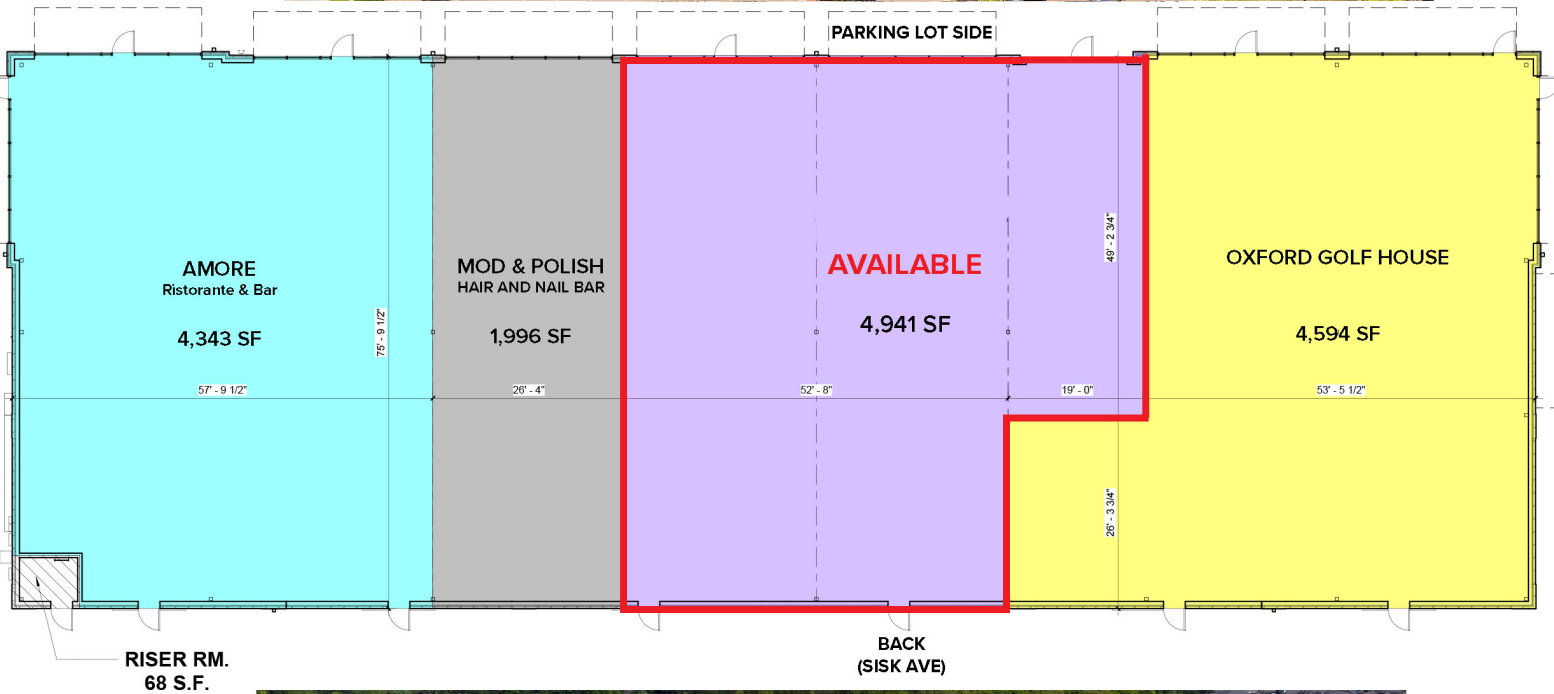 PARKING LOT SIDE
AMORE
Ristorante & Bar
4,343 SF
57' - 9 1/2"
75' - 9 1/2"
MOD & POLISH
HAIR AND NAIL BAR
1,996 SF
26' - 4"
AVAILABLE
4,941 SF
52' - 8"
49' - 2 3/4"
19' - 0"
26' - 3 3/4"
OXFORD GOLF HOUSE
4,594 SF
53' - 5 1/2"
RISER RM.
68 S.F.
BACK
(SISK AVE)